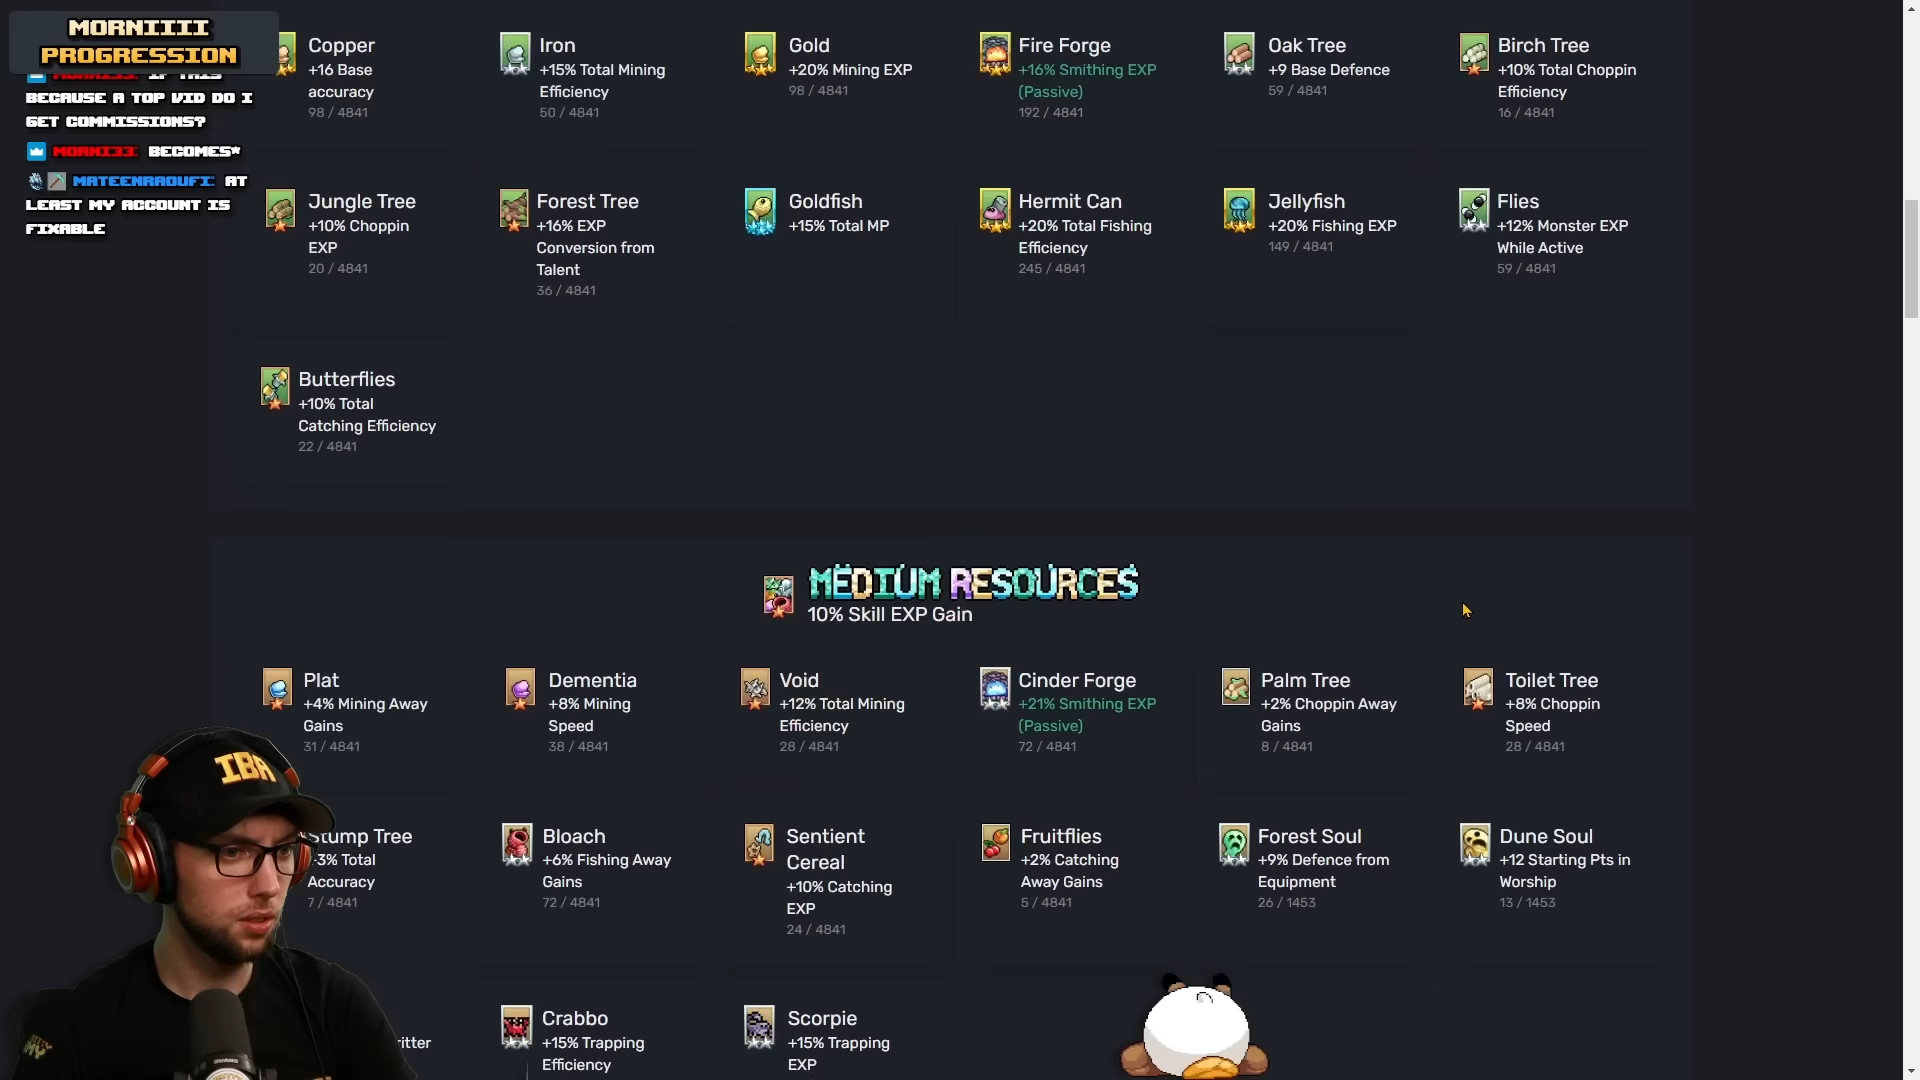 MORNIIII
PROGRESSION
MORNI33: IF THIS
BECAUSE A TOP VID DO I
GET COMMISSIONS?
MORNI33: BECOMES*
MATEENRAOUFI: AT
LEAST MY ACCOUNT IS
FIXABLE
Copper
+16 Base
accuracy
98 / 4841
Iron
+15% Total Mining
Efficiency
50 / 4841
Gold
+20% Mining EXP
98 / 4841
Fire Forge
+16% Smithing EXP
(Passive)
192 / 4841
Oak Tree
+9 Base Defence
59 / 4841
Birch Tree
+10% Total Choppin
Efficiency
16 / 4841
Jungle Tree
+10% Choppin
EXP
20 / 4841
Forest Tree
+16% EXP
Conversion from
Talent
36 / 4841
Goldfish
+15% Total MP
Hermit Can
+20% Total Fishing
Efficiency
245 / 4841
Jellyfish
+20% Fishing EXP
149 / 4841
Flies
+12% Monster EXP
While Active
59 / 4841
Butterflies
+10% Total
Catching Efficiency
22 / 4841
MEDIUM RESOURCES
10% Skill EXP Gain
Plat
+4% Mining Away
Gains
31 / 4841
Dementia
+8% Mining
Speed
38 / 4841
Void
+12% Total Mining
Efficiency
28 / 4841
Cinder Forge
+21% Smithing EXP
(Passive)
72 / 4841
Palm Tree
+2% Choppin Away
Gains
8 / 4841
Toilet Tree
+8% Choppin
Speed
28 / 4841
Stump Tree
3% Total
Accuracy
7 / 4841
Bloach
+6% Fishing Away
Gains
72 / 4841
Sentient
Cereal
+10% Catching
EXP
24 / 4841
Fruitflies
+2% Catching
Away Gains
5 / 4841
Forest Soul
+9% Defence from
Equipment
26 / 1453
Dune Soul
+12 Starting Pts in
Worship
13 / 1453
ritter
Crabbo
+15% Trapping
Efficiency
Scorpie
+15% Trapping
EXP
IBA